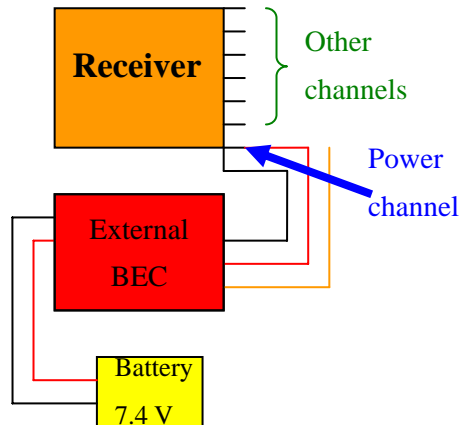 Receiver
Other
channels
Power
channel
External
BEC
Battery
7.4 V